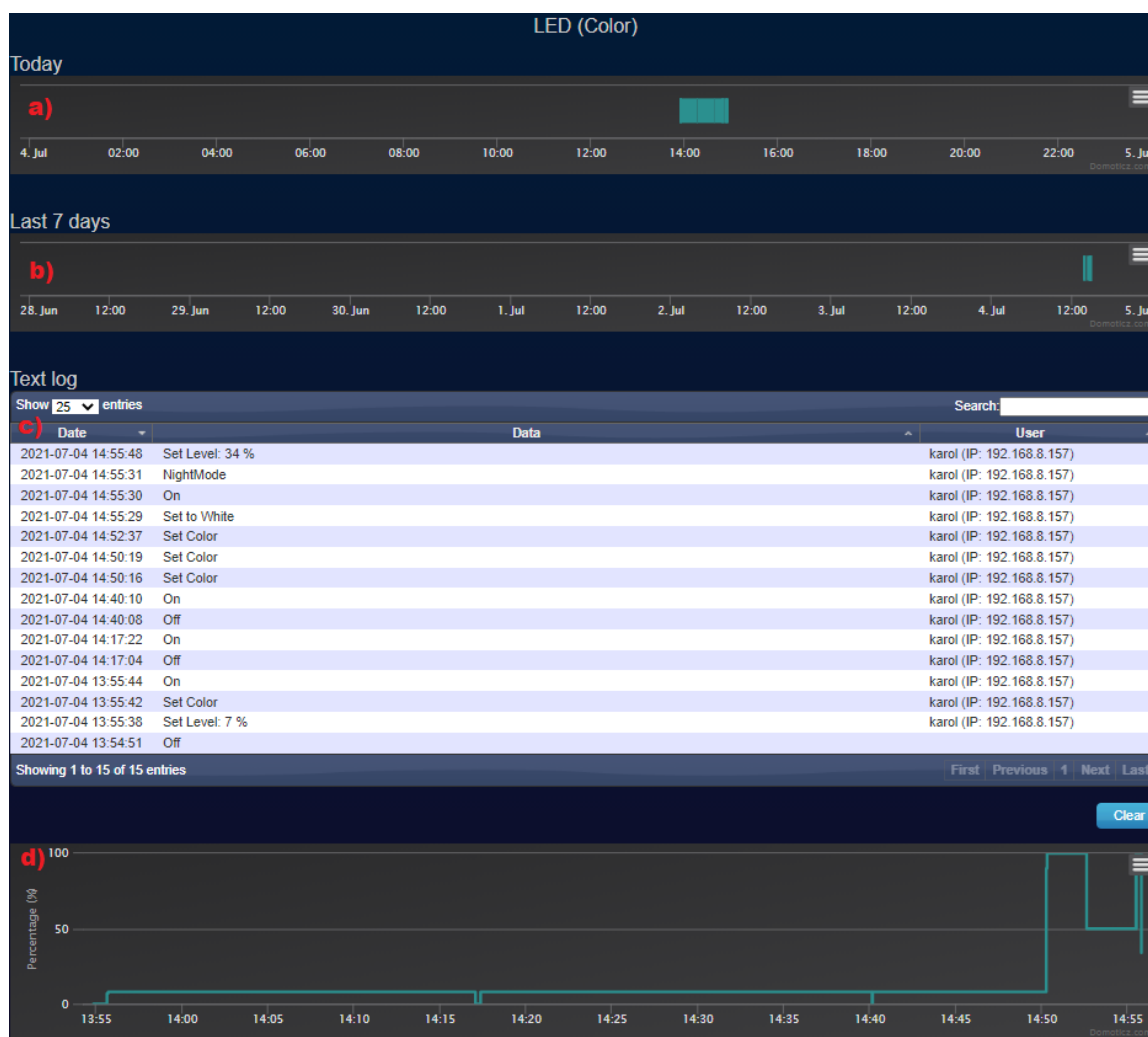 LED (Color)
Today
a)
4. Jul 02:00 04:00 06:00 08:00 10:00 12:00 14:00 16:00 18:00 20:00 22:00 5. Ju
Domoticz.com
Last 7 days
b)
28. Jun 12:00 29. Jun 12:00 30. Jun 12:00 1. Jul 12:00 2. Jul 12:00 3. Jul 12:00 4. Jul 12:00 5. Ju
Domoticz.com
Text log
Show 25 entries Search:
c) Date Data User
2021-07-04 14:55:48 Set Level: 34 % karol (IP: 192.168.8.157)
2021-07-04 14:55:31 NightMode karol (IP: 192.168.8.157)
2021-07-04 14:55:30 On karol (IP: 192.168.8.157)
2021-07-04 14:55:29 Set to White karol (IP: 192.168.8.157)
2021-07-04 14:52:37 Set Color karol (IP: 192.168.8.157)
2021-07-04 14:50:19 Set Color karol (IP: 192.168.8.157)
2021-07-04 14:50:16 Set Color karol (IP: 192.168.8.157)
2021-07-04 14:40:10 On karol (IP: 192.168.8.157)
2021-07-04 14:40:08 Off karol (IP: 192.168.8.157)
2021-07-04 14:17:22 On karol (IP: 192.168.8.157)
2021-07-04 14:17:04 Off karol (IP: 192.168.8.157)
2021-07-04 13:55:44 On karol (IP: 192.168.8.157)
2021-07-04 13:55:42 Set Color karol (IP: 192.168.8.157)
2021-07-04 13:55:38 Set Level: 7 % karol (IP: 192.168.8.157)
2021-07-04 13:54:51 Off
Showing 1 to 15 of 15 entries First Previous 1 Next Last
Clear
d) 100
Percentage (%)
50
0
13:55 14:00 14:05 14:10 14:15 14:20 14:25 14:30 14:35 14:40 14:45 14:50 14:55
Domoticz.com